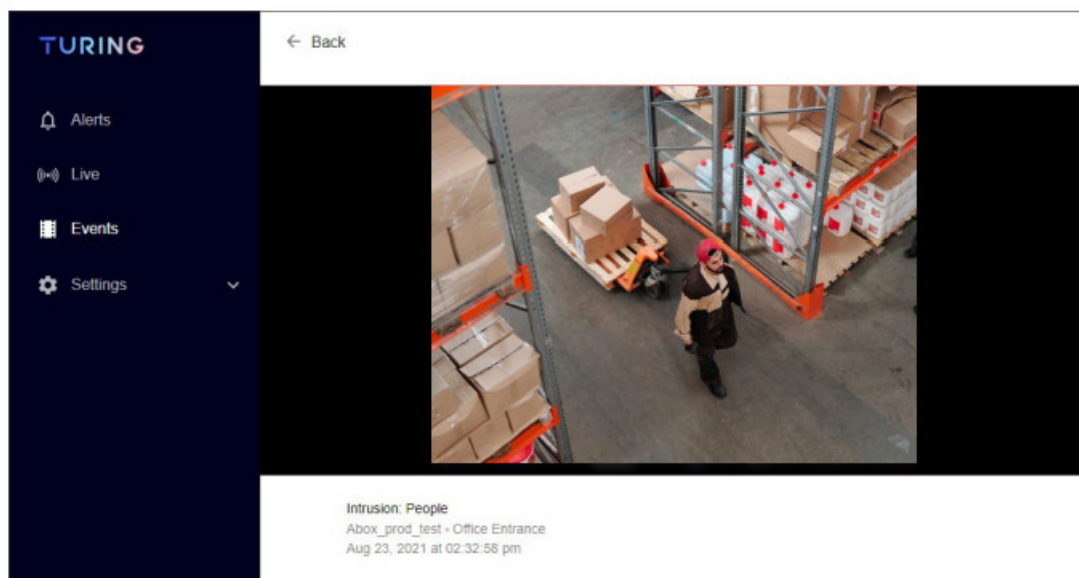 TURING
Alerts
Live
Events
Settings
← Back
Intrusion: People
Abox_prod_test • Office Entrance
Aug 23, 2021 at 02:32:58 pm